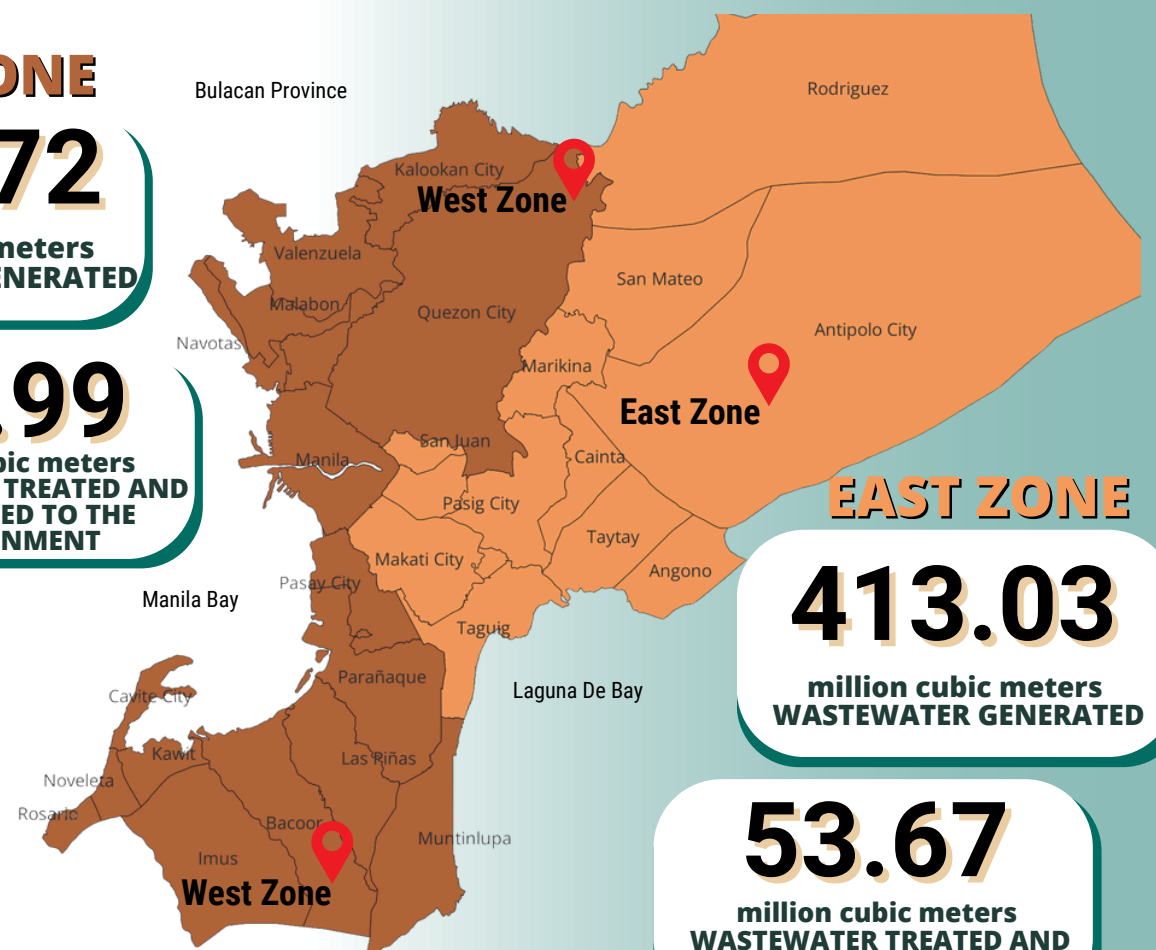 ONE
72
meters
ENERATED
.99
bic meters
TREATED AND
ED TO THE
NMENT
Bulacan Province
Rodriguez
Kalookan City
West Zone
Valenzuela
San Mateo
Malabon
Quezon City
Antipolo City
Navotas
Marikina
East Zone
San Juan
Cainta
Manila
Pasig City
Taytay
Makati City
Angono
Pasay City
Manila Bay
Taguig
Parañaque
Laguna De Bay
Cavite City
Kawit
Las Piñas
Noveleta
Rosario
Bacoor
Muntinlupa
Imus
West Zone
EAST ZONE
413.03
million cubic meters
WASTEWATER GENERATED
53.67
million cubic meters
WASTEWATER TREATED AND